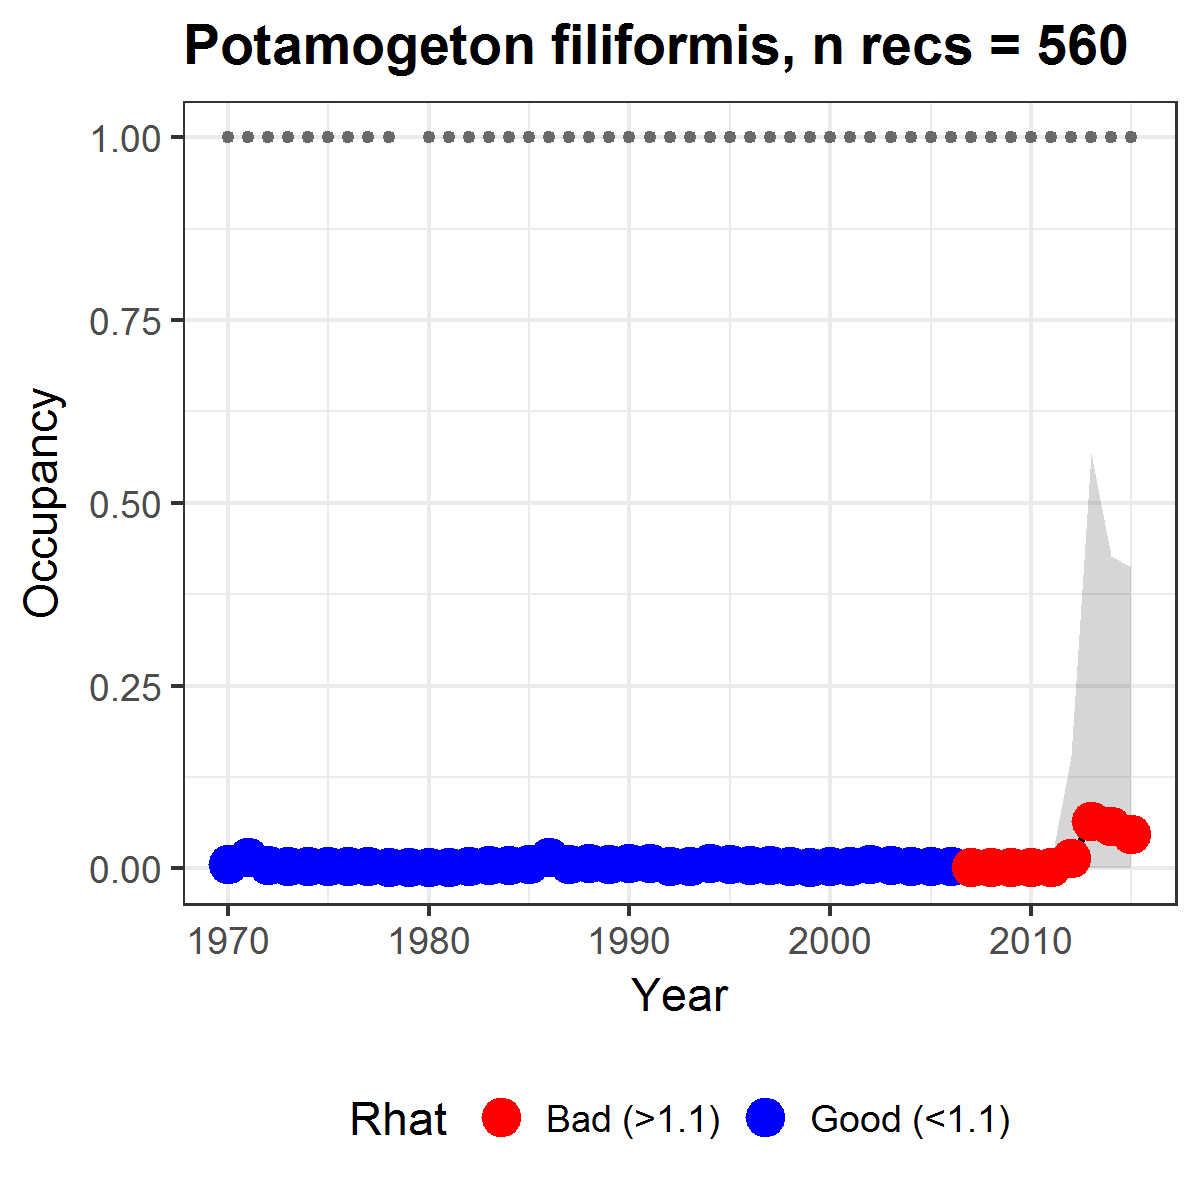 Potamogeton filiformis, n recs = 560
1.00
0.75
0.50
0.25
0.00
Occupancy
1970 1980 1990 2000 2010
Year
Rhat Bad (>1.1) Good (<1.1)